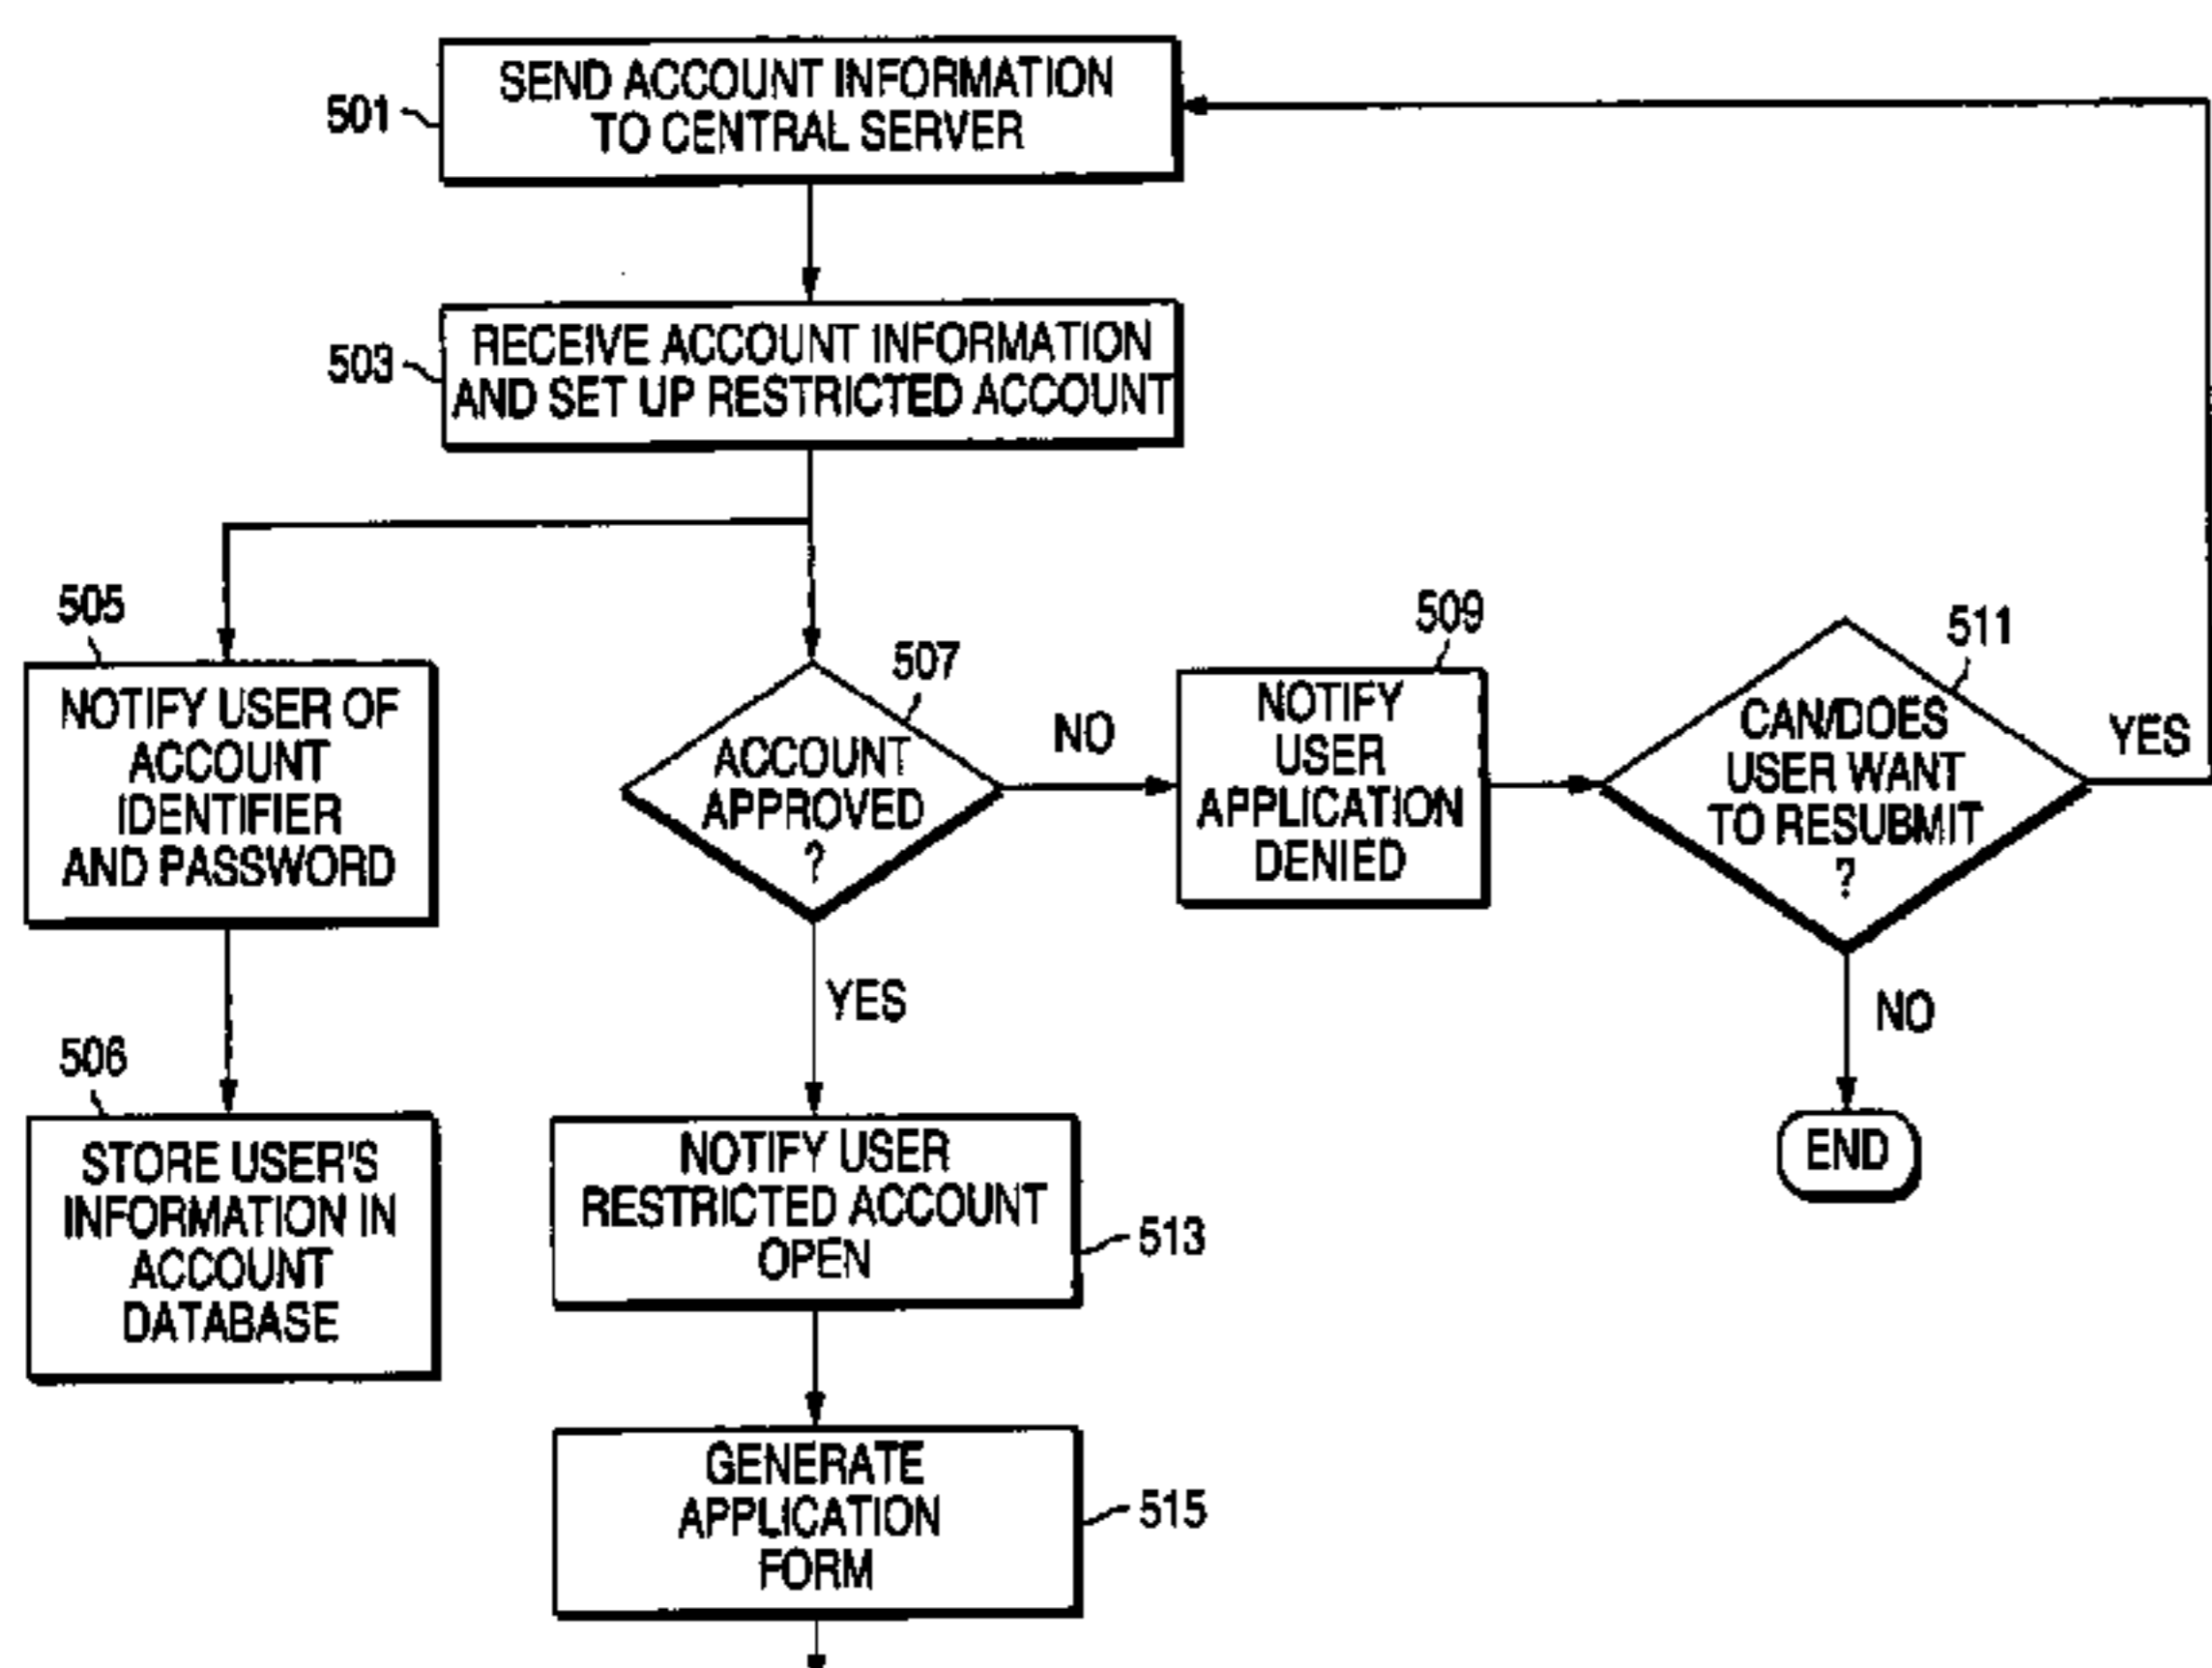 SEND ACCOUNT INFORMATION
TO CENTRAL SERVER
501
RECEIVE ACCOUNT INFORMATION
AND SET UP RESTRICTED ACCOUNT
503
505
NOTIFY USER OF
ACCOUNT
IDENTIFIER
AND PASSWORD
507
ACCOUNT
APPROVED
?
NO
509
NOTIFY
USER
APPLICATION
DENIED
511
CAN/DOES
USER WANT
TO RESUBMIT
?
YES
YES
NO
END
506
STORE USER'S
INFORMATION IN
ACCOUNT
DATABASE
NOTIFY USER
RESTRICTED ACCOUNT
OPEN
513
GENERATE
APPLICATION
FORM
515